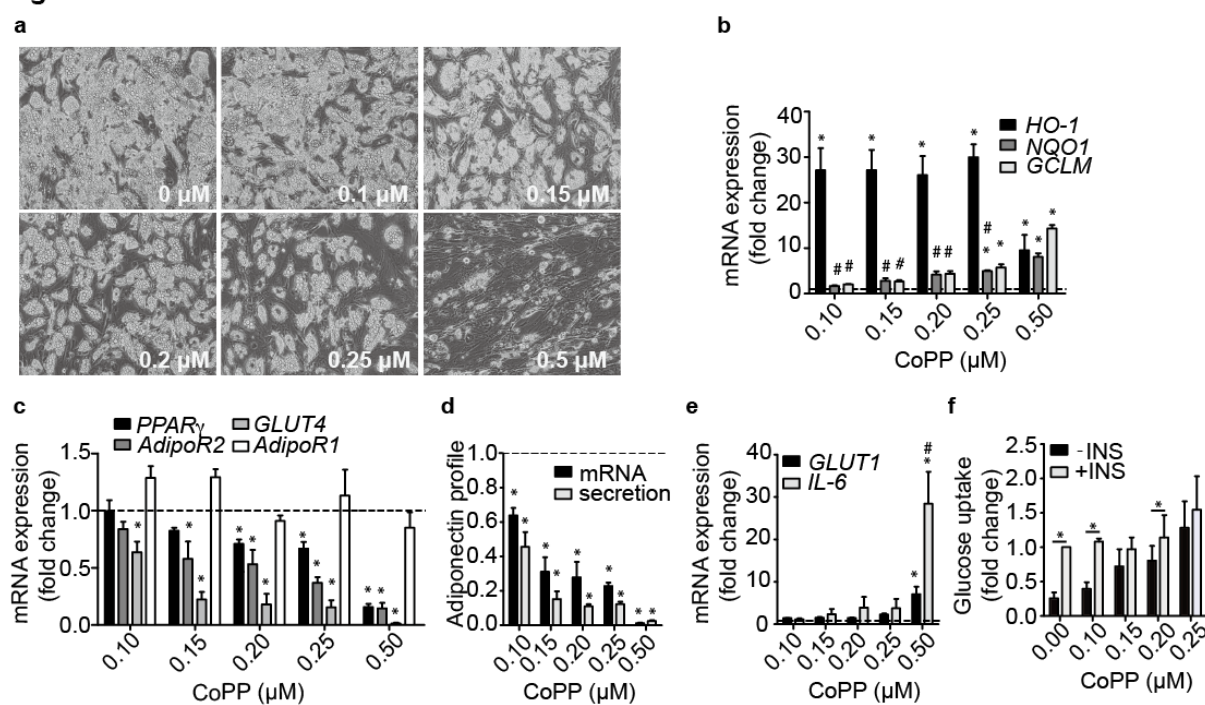 a
0 µM
0.1 µM
0.15 µM
0.2 µM
0.25 µM
0.5 µM
b
mRNA expression
(fold change)
40
30
20
10
0
* * * * # * * *
# # # # # # * *
HO-1
NQO1
GCLM
0.10 0.15 0.20 0.25 0.50
CoPP (µM)
c
PPARγ GLUT4
AdipoR2 AdipoR1
mRNA expression
(fold change)
1.5
1.0
0.5
0.0
* * * * * * * * * * * *
0.10 0.15 0.20 0.25 0.50
CoPP (µM)
d
Adiponectin profile
1.0
0.8
0.6
0.4
0.2
0.0
mRNA
secretion
* * * * * * * * * *
0.10 0.15 0.20 0.25 0.50
CoPP (µM)
e
mRNA expression
(fold change)
40
30
20
10
0
GLUT1
IL-6
#
* *
0.10 0.15 0.20 0.25 0.50
CoPP (µM)
f
Glucose uptake
(fold change)
2.5
2.0
1.5
1.0
0.5
0.0
-INS
+INS
* * *
0.00 0.10 0.15 0.20 0.25
CoPP (µM)